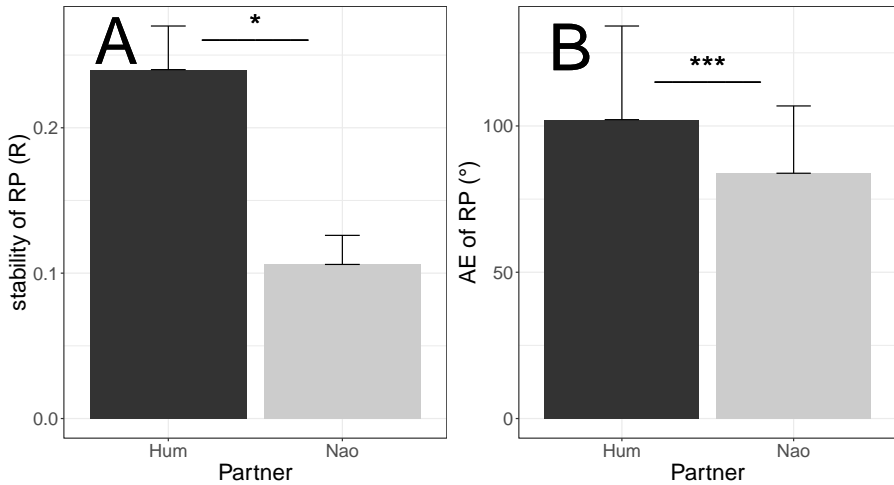 A
*
stability of RP (R)
0.2
0.1
0.0
Hum
Nao
Partner
B
***
AE of RP (°)
100
50
0
Hum
Nao
Partner